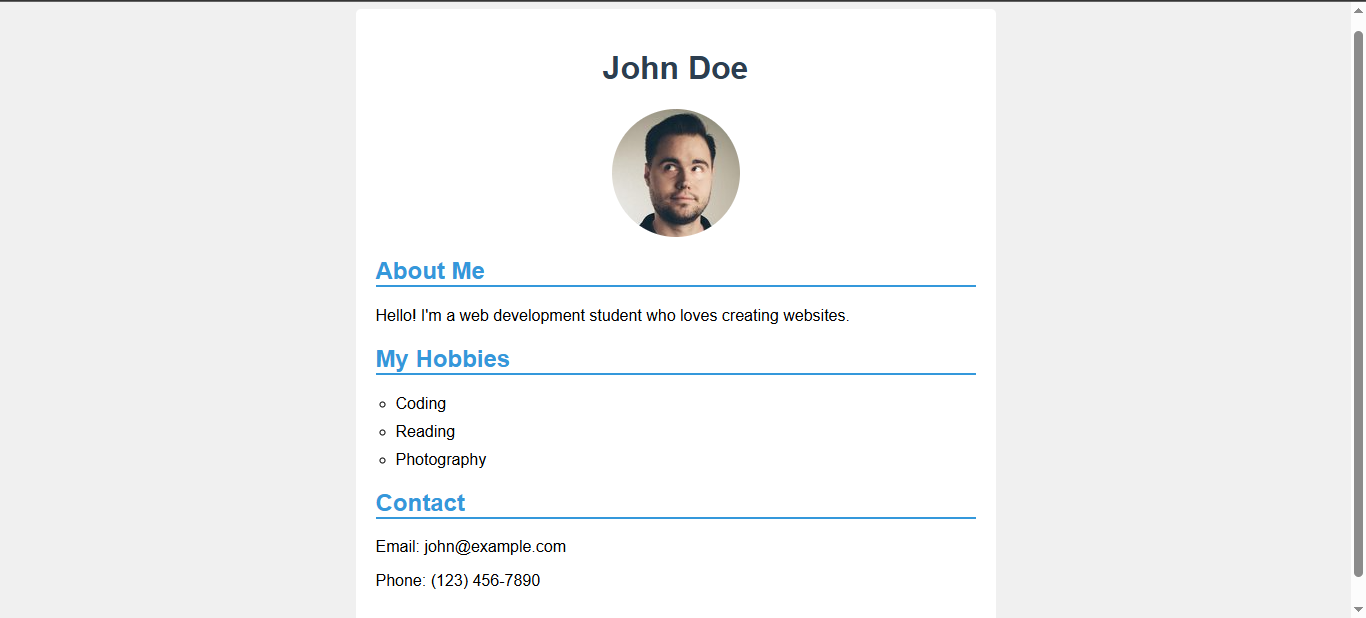 John Doe
About Me
Hello! I'm a web development student who loves creating websites.
My Hobbies
Coding
Reading
Photography
Contact
Email: john@example.com
Phone: (123) 456-7890